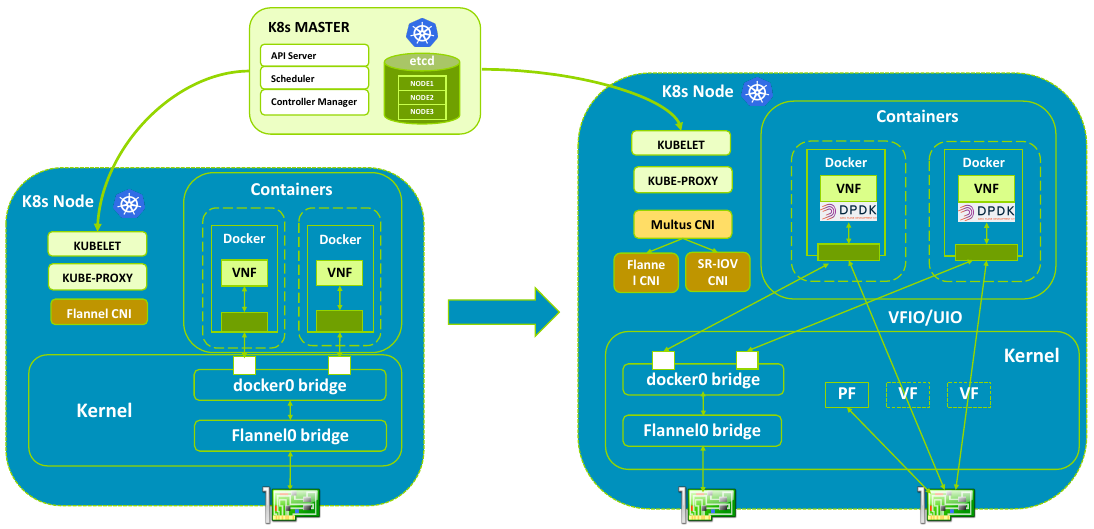 K8s MASTER
API Server
Scheduler
Controller Manager
etcd
NODE1
NODE2
NODE3
K8s Node
KUBELET
KUBE-PROXY
Flannel CNI
Containers
Docker
VNF
Docker
VNF
Kernel
docker0 bridge
Flannel0 bridge
K8s Node
KUBELET
KUBE-PROXY
Multus CNI
Flanne
l CNI
SR-IOV
CNI
Containers
Docker
VNF
DPDK
Docker
VNF
DPDK
VFIO/UIO
Kernel
docker0 bridge
Flannel0 bridge
PF
VF
VF